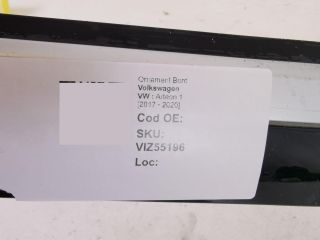 Ornament Bord
Volkswagen
VW : Arteon 1
[2017 - 2020]
Cod OE:
SKU:
VIZ55196
Loc: